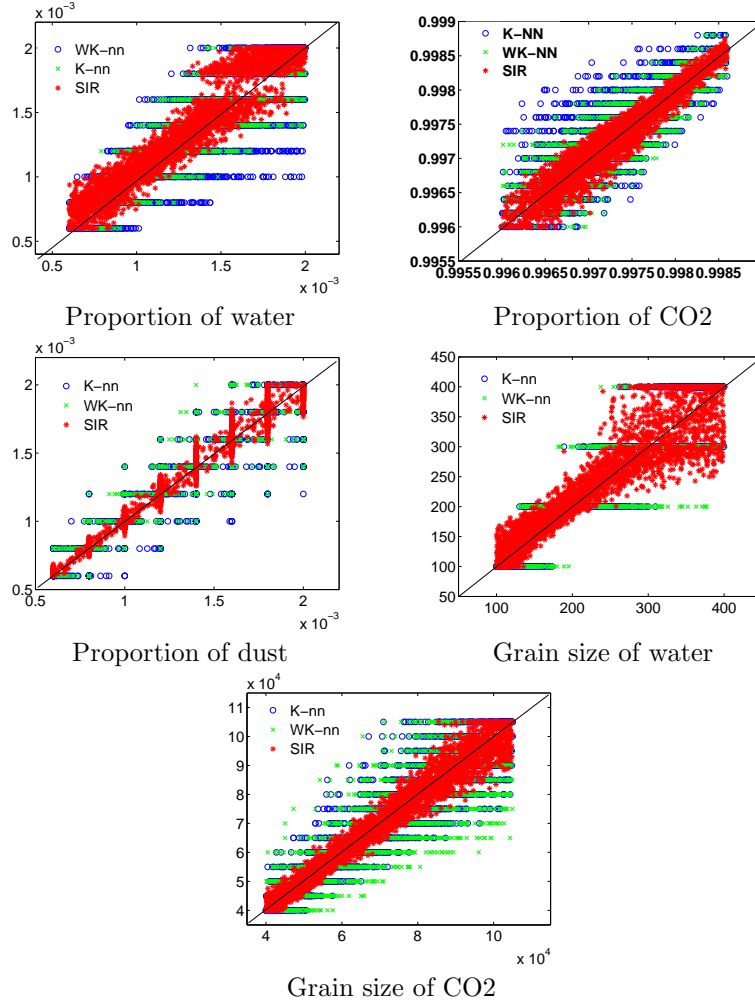 x 10⁻³
2
1.5
1
0.5
WK−nn
K−nn
SIR
0.5 1 1.5 2
x 10⁻³
Proportion of water
0.999
0.9985
0.998
0.9975
0.997
0.9965
0.996
0.9955
K−NN
WK−NN
SIR
0.9955 0.996 0.9965 0.997 0.9975 0.998 0.9985
Proportion of CO2
x 10⁻³
2
1.5
1
0.5
K−nn
WK−nn
SIR
0.5 1 1.5 2
x 10⁻³
Proportion of dust
450
400
350
300
250
200
150
100
50
K−nn
WK−nn
SIR
100 200 300 400
Grain size of water
x 10⁴
11
10
9
8
7
6
5
4
K−nn
WK−nn
SIR
4 6 8 10
x 10⁴
Grain size of CO2